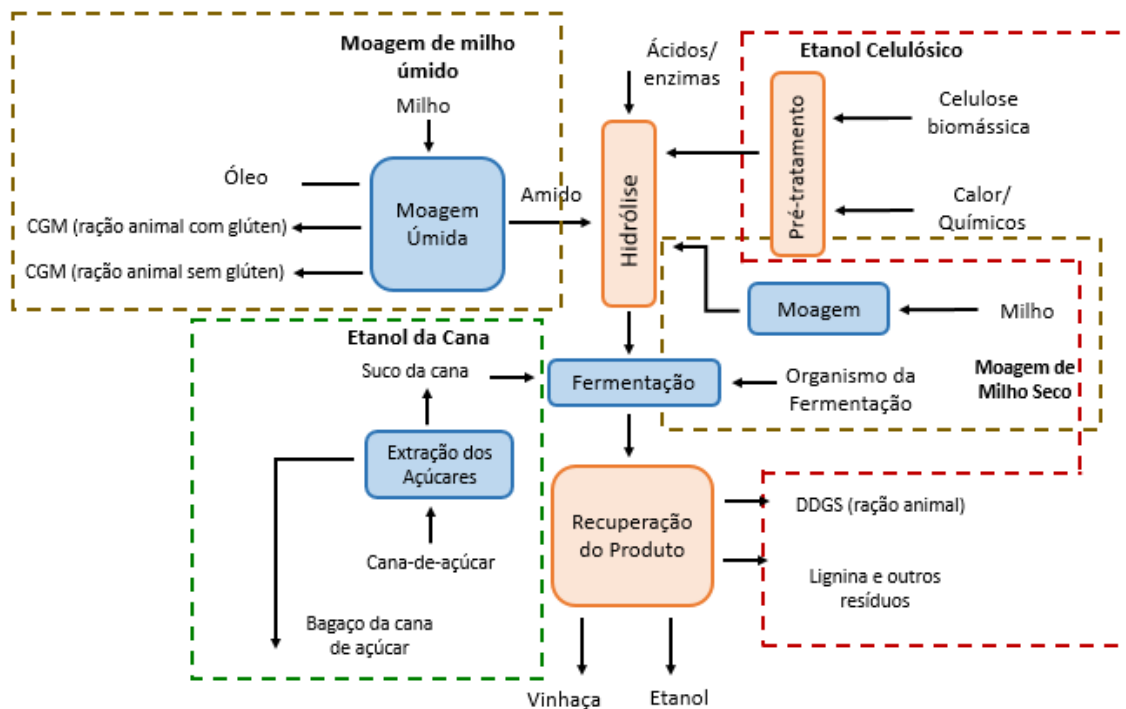 Moagem de milho
úmido
Milho
Óleo
CGM (ração animal com glúten)
CGM (ração animal sem glúten)
Moagem
Úmida
Amido
Ácidos/
enzimas
Hidrólise
Etanol Celulósico
Pré-tratamento
Celulose
biomássica
Calor/
Químicos
Moagem
Milho
Moagem de
Milho Seco
Organismo da
Fermentação
Etanol da Cana
Suco da cana
Fermentação
Extração dos
Açúcares
Cana-de-açúcar
Bagaço da cana
de açúcar
Recuperação
do Produto
DDGS (ração animal)
Lignina e outros
resíduos
Vinhaça
Etanol